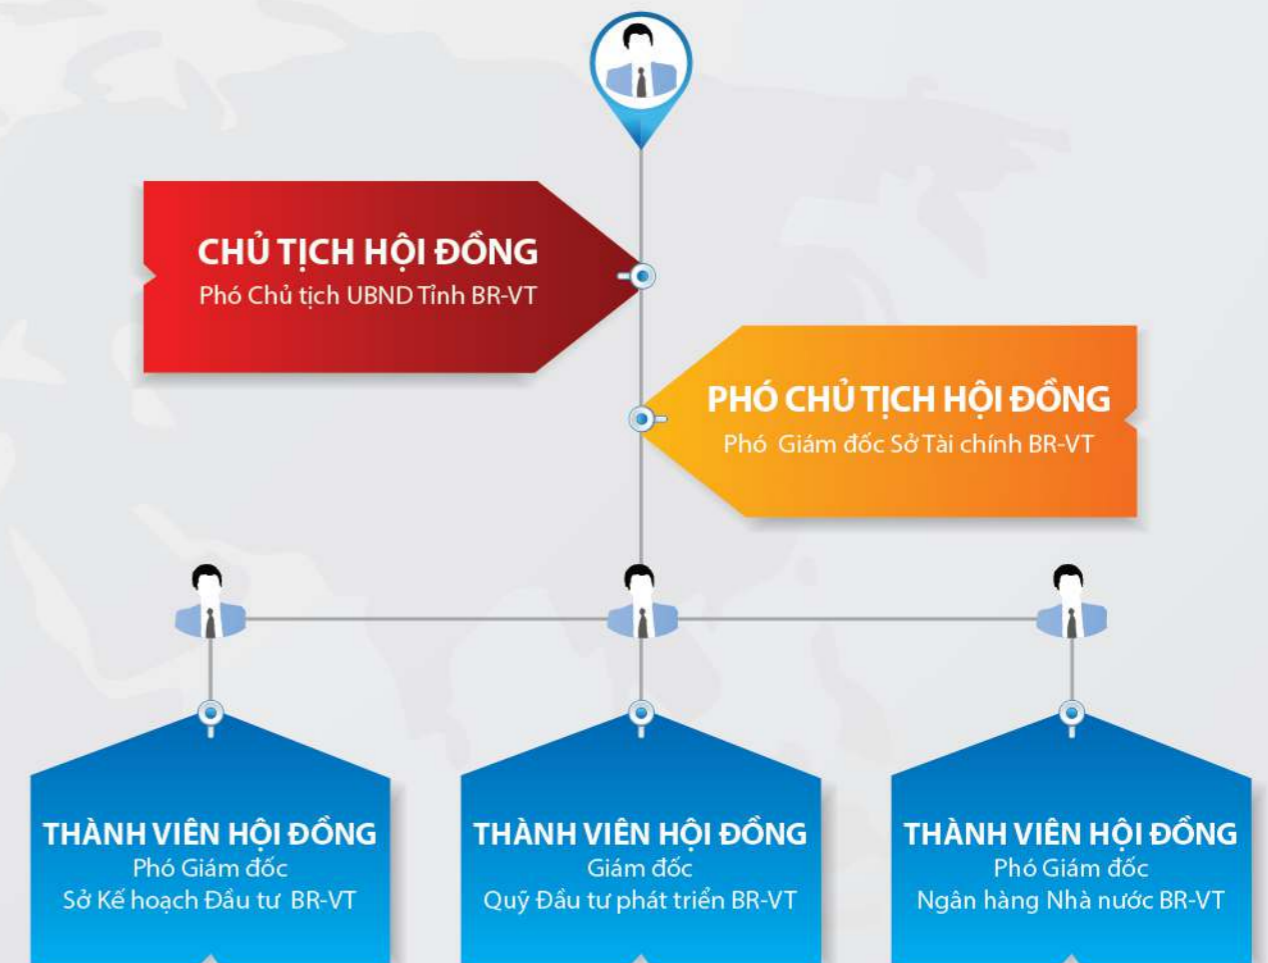 CHỦ TỊCH HỘI ĐỒNG
Phó Chủ tịch UBND Tỉnh BR-VT
PHÓ CHỦ TỊCH HỘI ĐỒNG
Phó Giám đốc Sở Tài chính BR-VT
THÀNH VIÊN HỘI ĐỒNG
Phó Giám đốc
Sở Kế hoạch Đầu tư BR-VT
THÀNH VIÊN HỘI ĐỒNG
Giám đốc
Quỹ Đầu tư phát triển BR-VT
THÀNH VIÊN HỘI ĐỒNG
Phó Giám đốc
Ngân hàng Nhà nước BR-VT